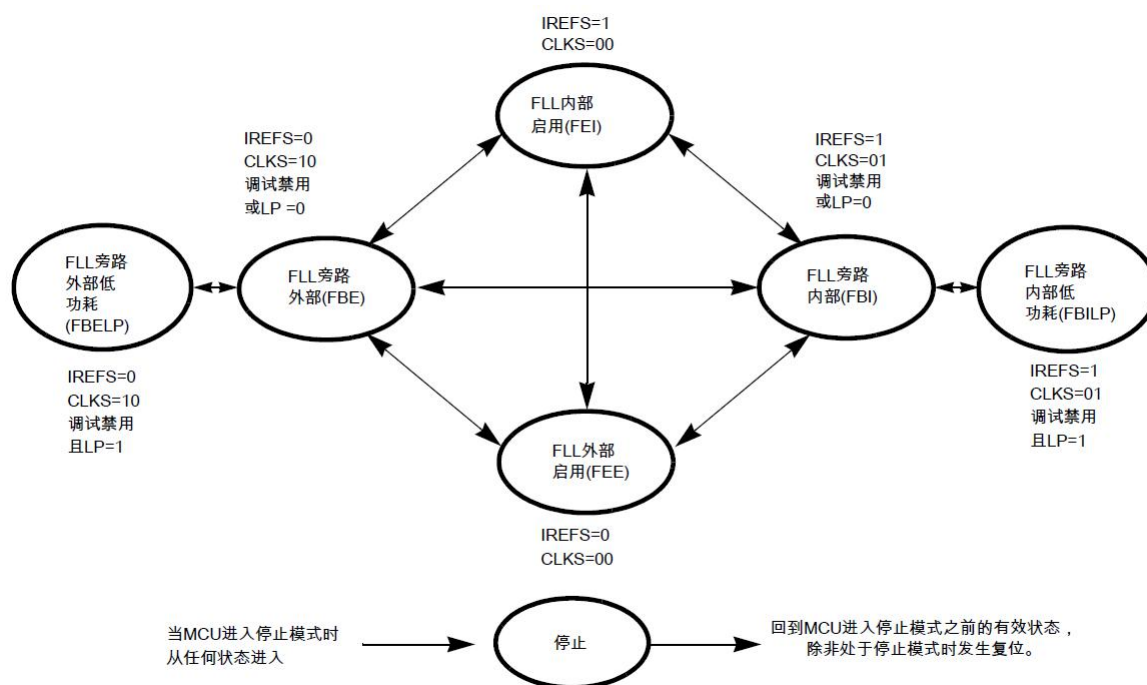 IREFS=1
CLKS=00
FLL内部
启用(FEI)
IREFS=0
CLKS=10
调试禁用
或LP =0
IREFS=1
CLKS=01
调试禁用
或LP=0
FLL旁路
外部低
功耗
(FBELP)
FLL旁路
外部(FBE)
FLL旁路
内部(FBI)
FLL旁路
内部低
功耗(FBILP)
IREFS=0
CLKS=10
调试禁用
且LP=1
IREFS=1
CLKS=01
调试禁用
且LP=1
FLL外部
启用(FEE)
IREFS=0
CLKS=00
当MCU进入停止模式时
从任何状态进入
停止
回到MCU进入停止模式之前的有效状态，
除非处于停止模式时发生复位。